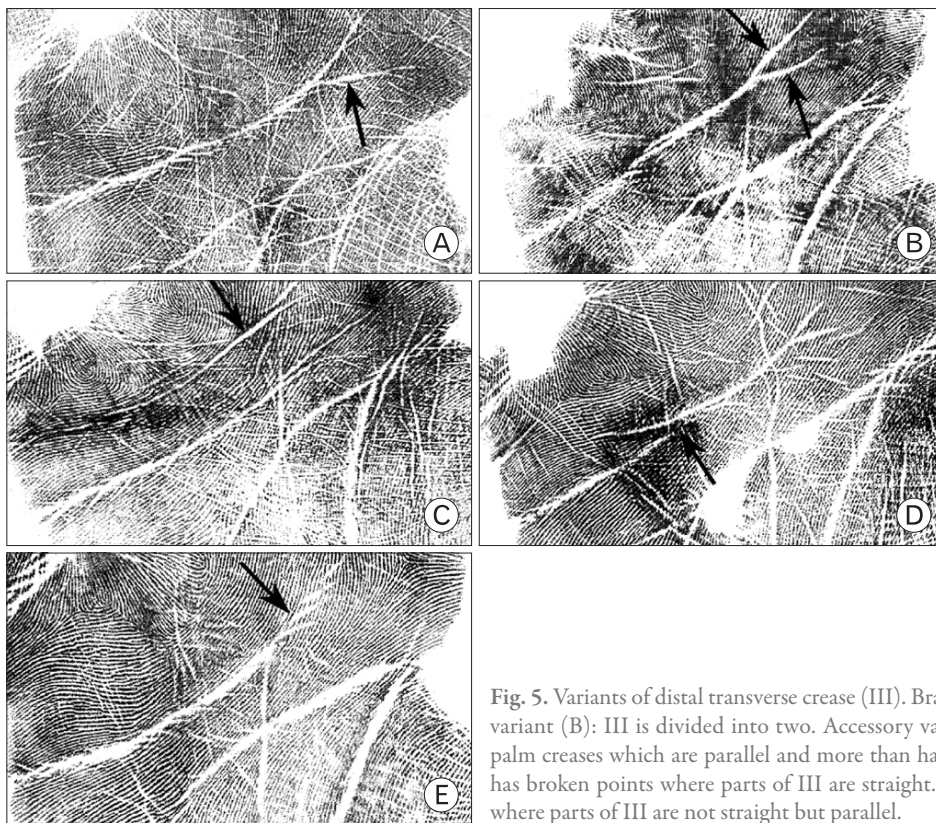 A
B
C
D
E
Fig. 5. Variants of distal transverse crease (III).
variant (B): III is divided into two. Accessory
palm creases which are parallel and more than
has broken points where parts of III are straight.
where parts of III are not straight but parallel.